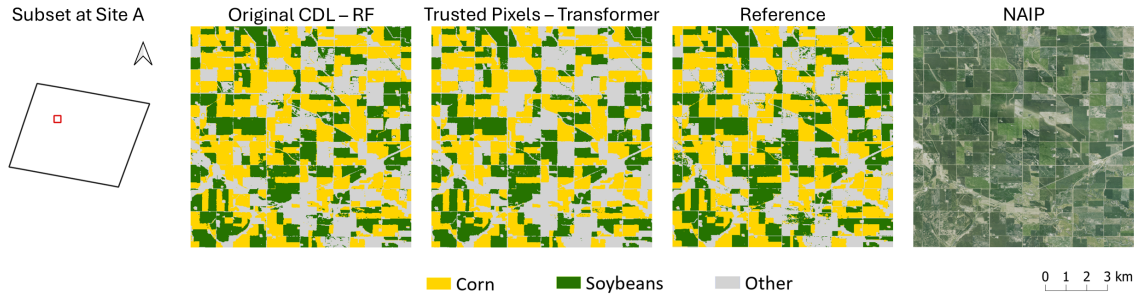 Subset at Site A
Original CDL – RF
Trusted Pixels – Transformer
Reference
NAIP
Corn
Soybeans
Other
0 1 2 3 km